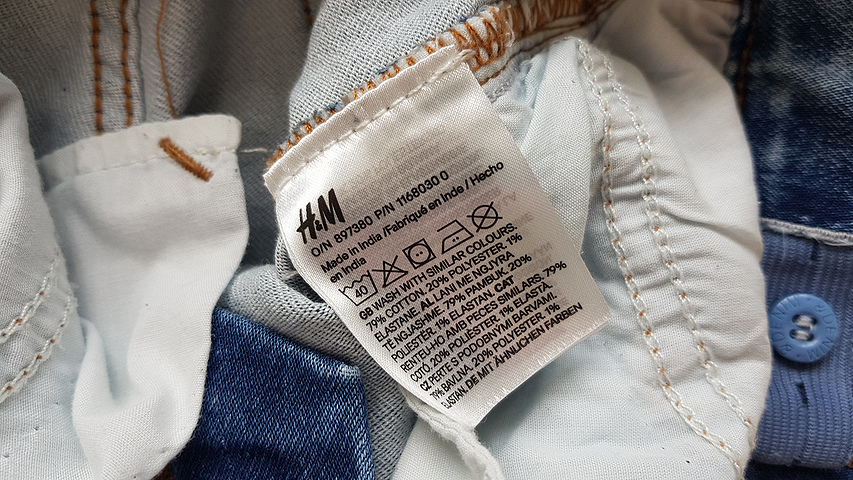 H&M
O/N 897380 P/N 1168030 0
Made in India /Fabriqué en Inde / Hecho
en India
40
GB WASH WITH SIMILAR COLOURS.
79% COTTON, 20% POLYESTER, 1%
ELASTANE. AL LANI ME NGJYRA
TË NGJASHME. 79% PAMBUK, 20%
POLIESTER, 1% ELASTAN. CAT
RENTEU-HO AMB PECES SIMILARS. 79%
COTÓ, 20% POLIÈSTER, 1% ELASTÀ.
CZ PERTE S PODOBNÝMI BARVAMI.
79% BAVLNA, 20% POLYESTER, 1%
ELASTAN. DE MIT ÄHNLICHEN FARBEN